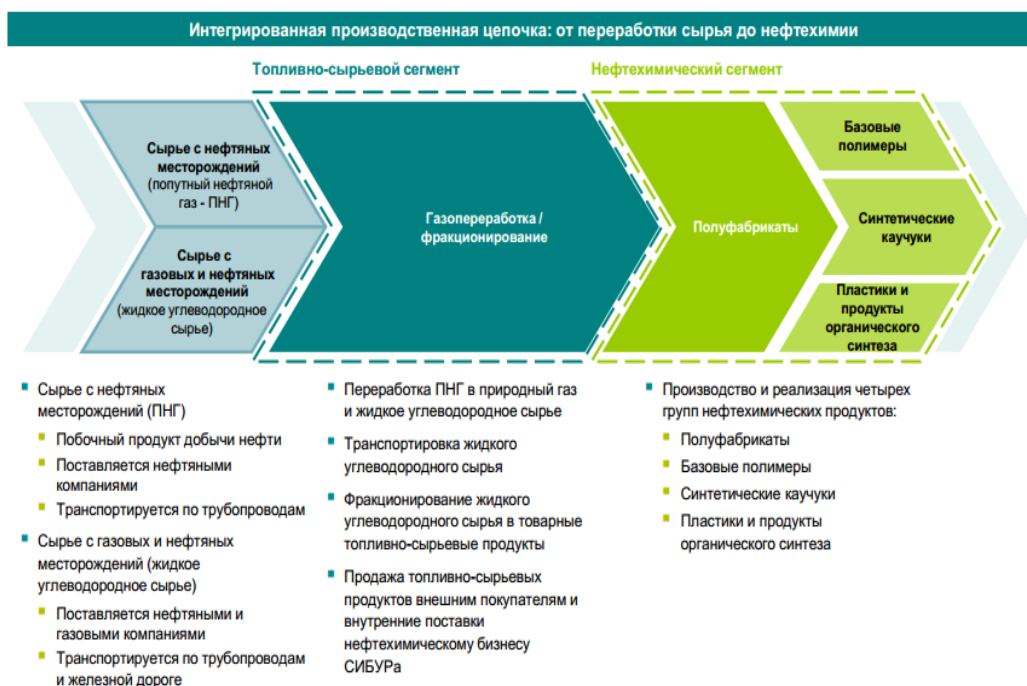 Интегрированная производственная цепочка: от переработки сырья до нефтехимии
Топливно-сырьевой сегмент
Нефтехимический сегмент
Сырье с нефтяных
месторождений
(попутный нефтяной
газ - ПНГ)
Сырье с
газовых и нефтяных
месторождений
(жидкое углеводородное
сырье)
Газопереработка /
фракционирование
Полуфабрикаты
Базовые
полимеры
Синтетические
каучуки
Пластики и
продукты
органического
синтеза
Сырье с нефтяных
месторождений (ПНГ)
Побочный продукт добычи нефти
Поставляется нефтяными
компаниями
Транспортируется по трубопроводам
Сырье с газовых и нефтяных
месторождений (жидкое
углеводородное сырье)
Поставляется нефтяными и
газовыми компаниями
Транспортируется по трубопроводам
и железной дороге
Переработка ПНГ в природный газ
и жидкое углеводородное сырье
Транспортировка жидкого
углеводородного сырья
Фракционирование жидкого
углеводородного сырья в товарные
топливно-сырьевые продукты
Продажа топливно-сырьевых
продуктов внешним покупателям и
внутренние поставки
нефтехимическому бизнесу
СИБУРа
Производство и реализация четырех
групп нефтехимических продуктов:
Полуфабрикаты
Базовые полимеры
Синтетические каучуки
Пластики и продукты
органического синтеза